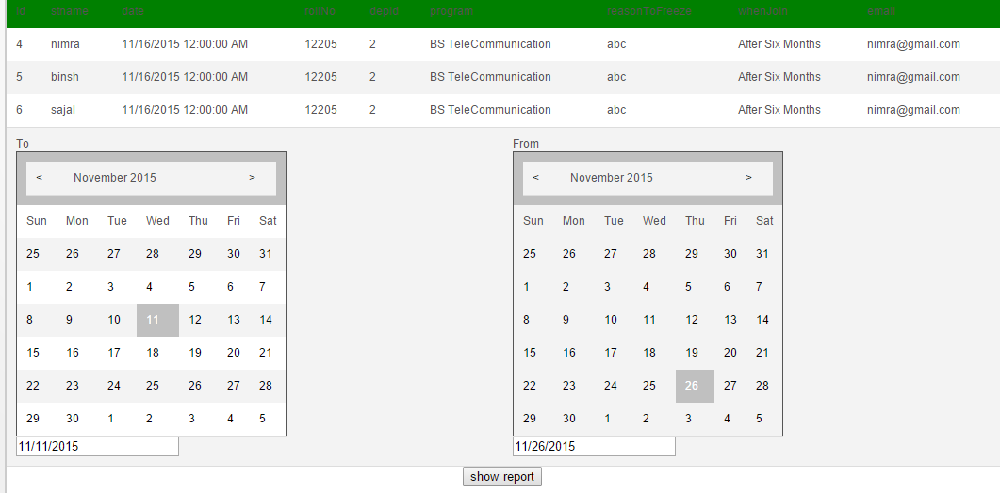 id sname date rollNo depId program reasonToFreeze whenJoin email
4 nimra 11/16/2015 12:00:00 AM 12205 2 BS TeleCommunication abc After Six Months nimra@gmail.com
5 binsh 11/16/2015 12:00:00 AM 12205 2 BS TeleCommunication abc After Six Months nimra@gmail.com
6 sajal 11/16/2015 12:00:00 AM 12205 2 BS TeleCommunication abc After Six Months nimra@gmail.com
To
< November 2015 >
Sun Mon Tue Wed Thu Fri Sat
25 26 27 28 29 30 31
1 2 3 4 5 6 7
8 9 10 11 12 13 14
15 16 17 18 19 20 21
22 23 24 25 26 27 28
29 30 1 2 3 4 5
11/11/2015
From
< November 2015 >
Sun Mon Tue Wed Thu Fri Sat
25 26 27 28 29 30 31
1 2 3 4 5 6 7
8 9 10 11 12 13 14
15 16 17 18 19 20 21
22 23 24 25 26 27 28
29 30 1 2 3 4 5
11/26/2015
show report